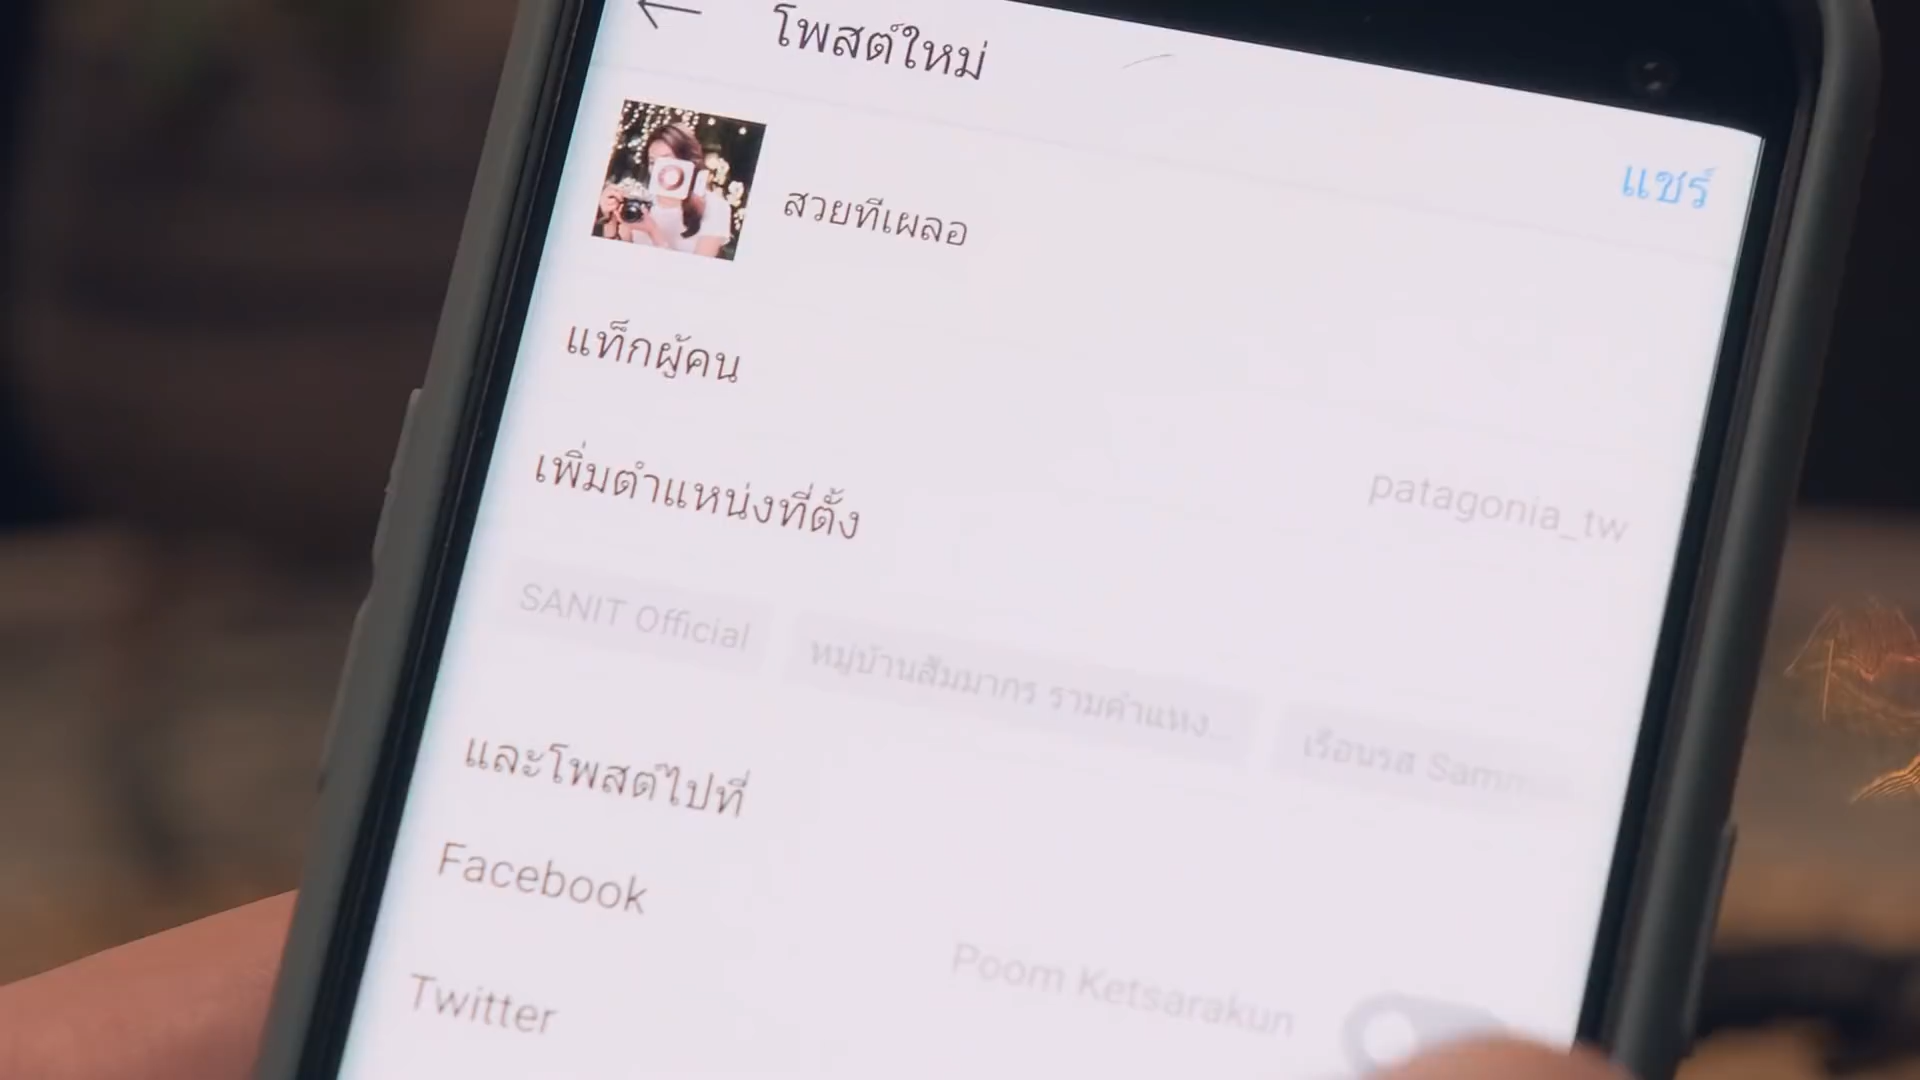 โพสต์ใหม่
แชร์
สวยทีเผลอ
แท็กผู้คน
patagonia_tw
เพิ่มตำแหน่งที่ตั้ง
SANIT Official
หมู่บ้านสัมมากร รามคำแหง...
เรือนรส
และโพสต์ไปที่
Facebook
Poom Ketsarakun
Twitter